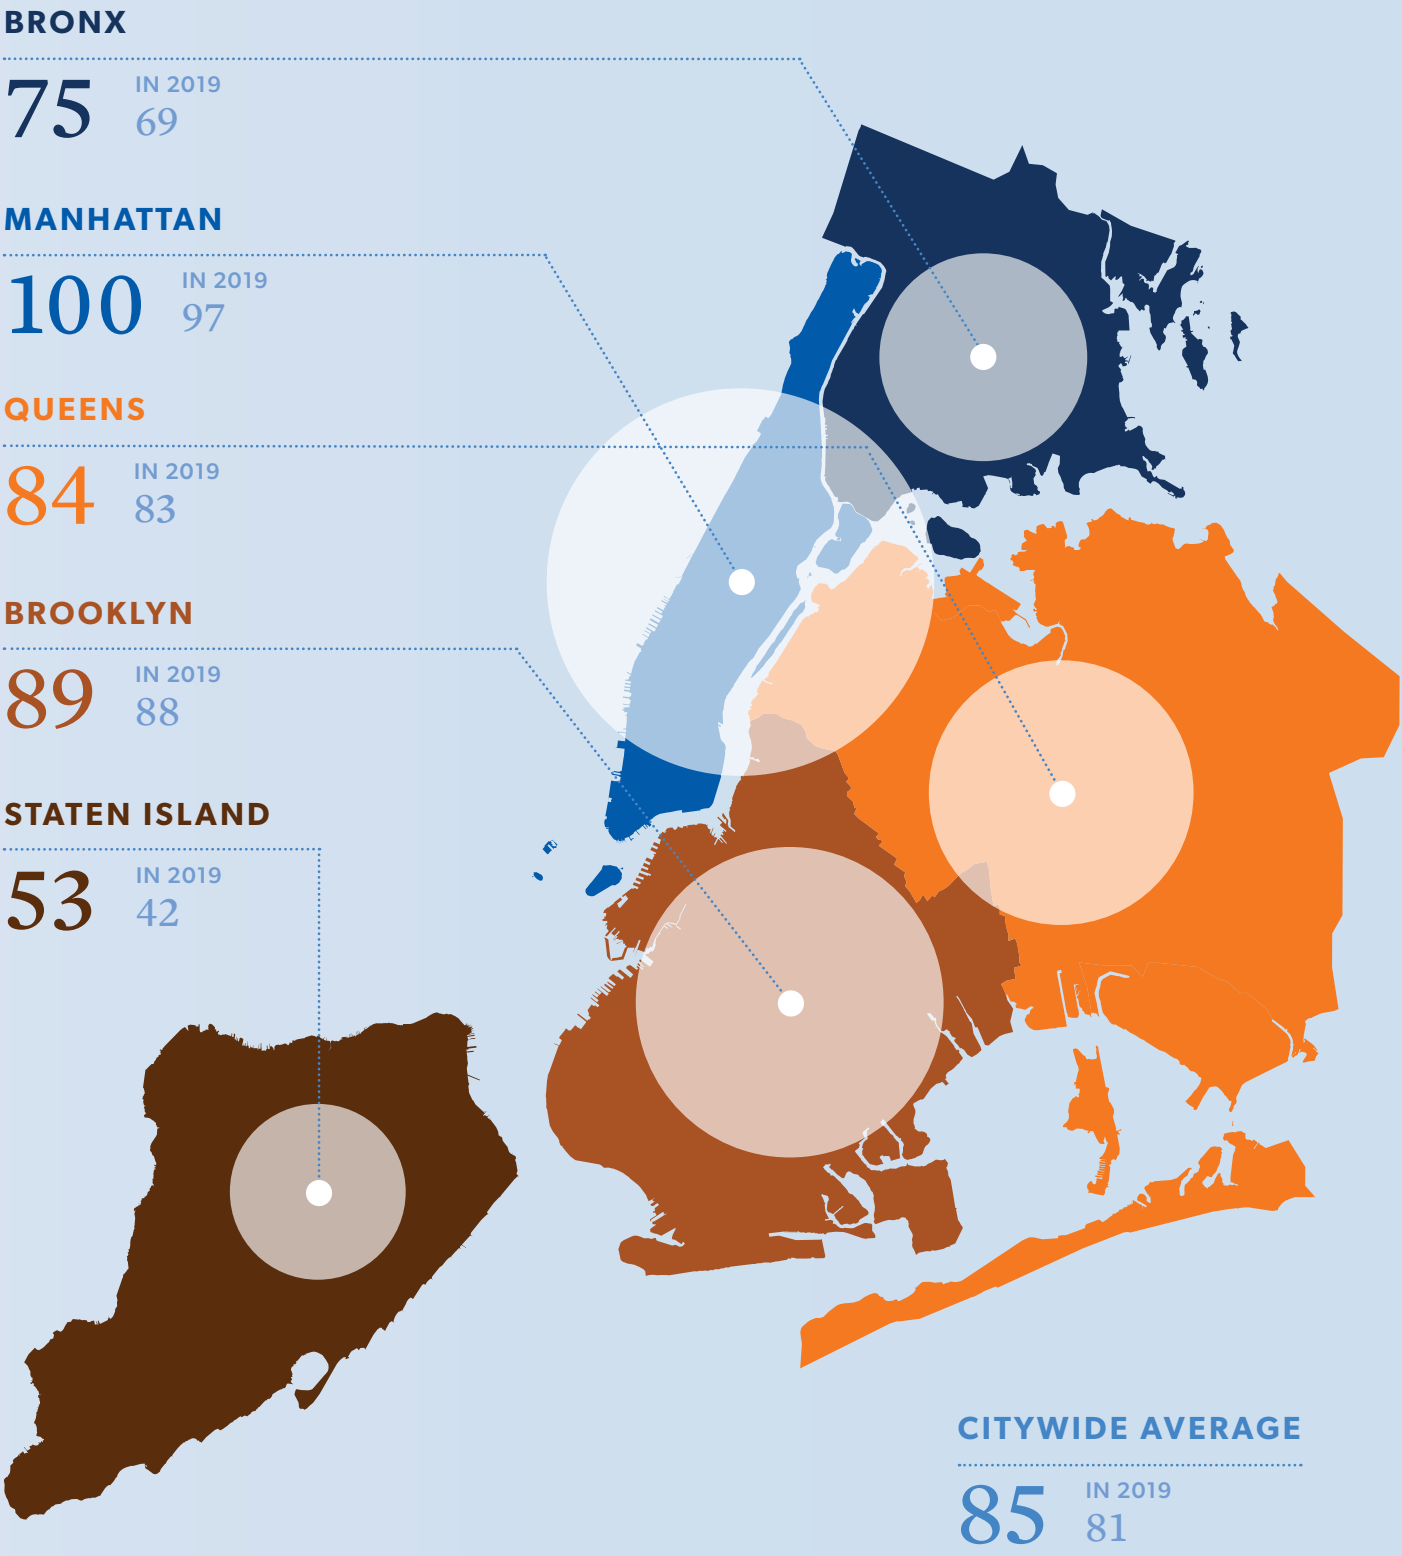 BRONX
75 IN 2019
69
MANHATTAN
100 IN 2019
97
QUEENS
84 IN 2019
83
BROOKLYN
89 IN 2019
88
STATEN ISLAND
53 IN 2019
42
CITYWIDE AVERAGE
85 IN 2019
81